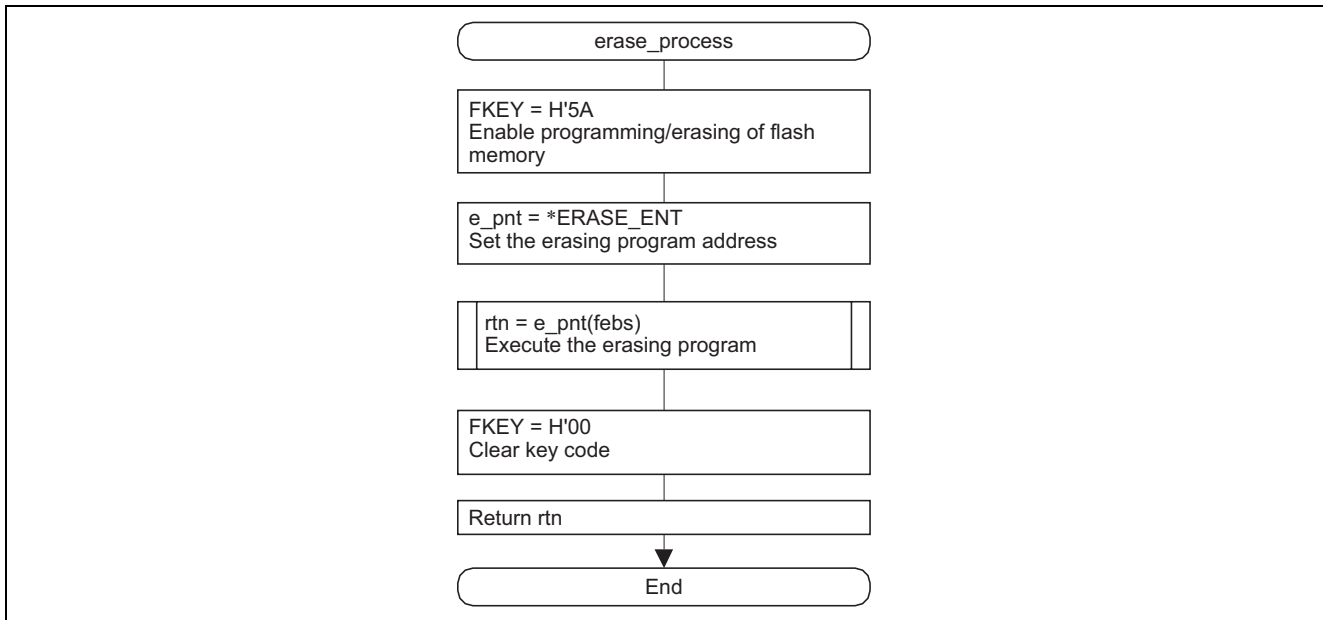 erase_process
FKEY = H'5A
Enable programming/erasing of flash
memory
e_pnt = *ERASE_ENT
Set the erasing program address
rtn = e_pnt(febs)
Execute the erasing program
FKEY = H'00
Clear key code
Return rtn
End